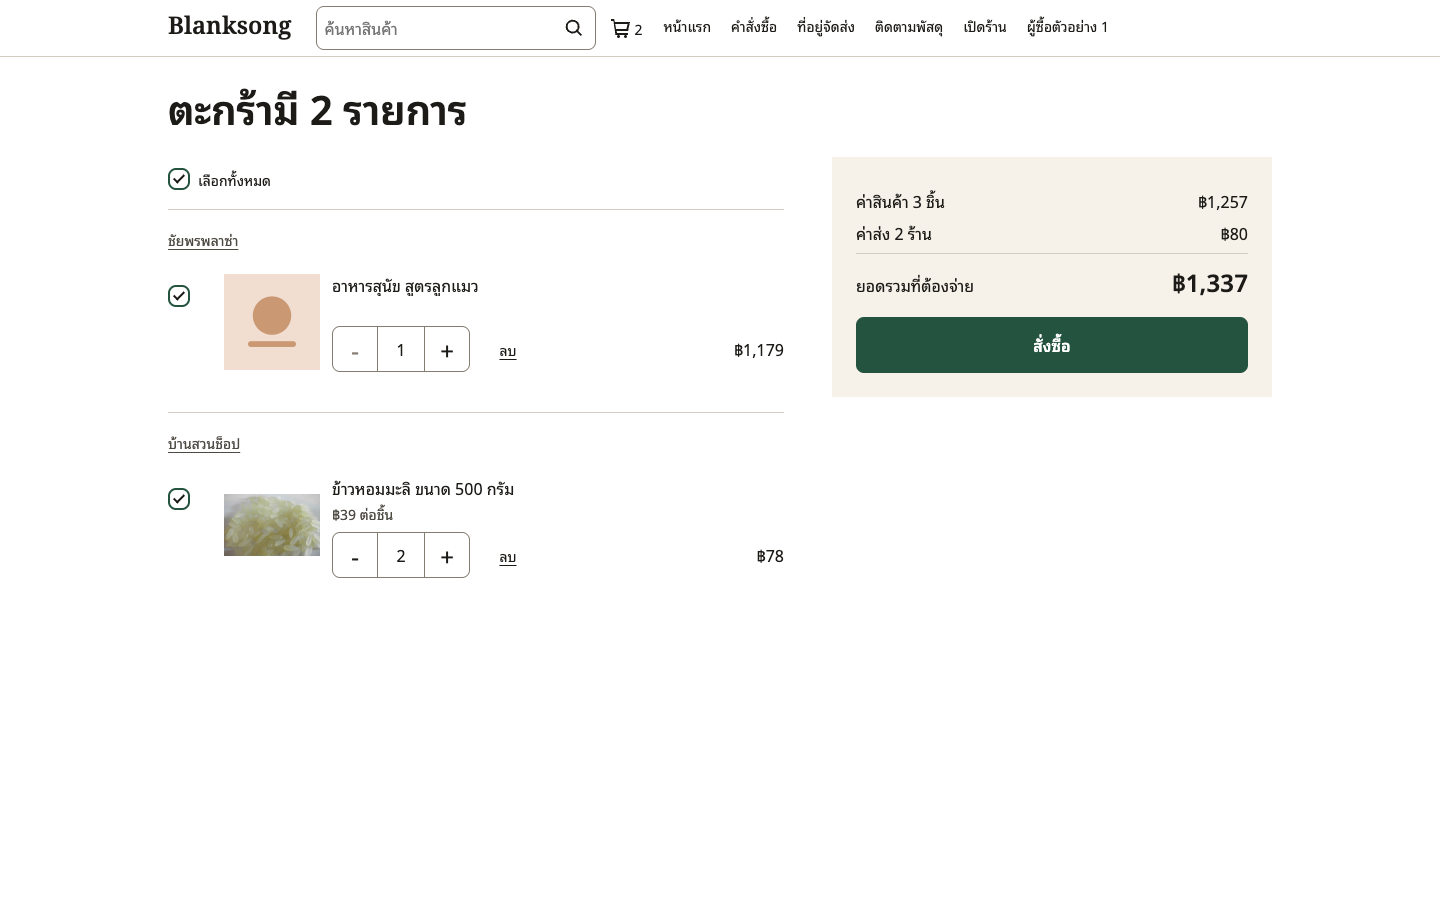 Blanksong
ค้นหาสินค้า
2
หน้าแรก
คำสั่งซื้อ
ที่อยู่จัดส่ง
ติดตามพัสดุ
เปิดร้าน
ผู้ซื้อตัวอย่าง 1
ตะกร้ามี 2 รายการ
เลือกทั้งหมด
ชัยพรพลาซ่า
อาหารสุนัข สูตรลูกแมว
- 1 +
ลบ
฿1,179
บ้านสวนช็อป
ข้าวหอมมะลิ ขนาด 500 กรัม
฿39 ต่อชิ้น
- 2 +
ลบ
฿78
ค่าสินค้า 3 ชิ้น ฿1,257
ค่าส่ง 2 ร้าน ฿80
ยอดรวมที่ต้องจ่าย ฿1,337
สั่งซื้อ